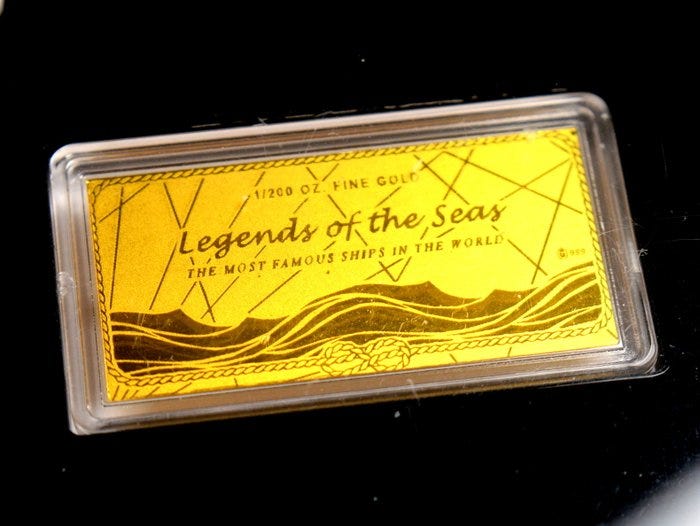 1/200 OZ. FINE GOLD
Legends of the Seas
THE MOST FAMOUS SHIPS IN THE WORLD
999